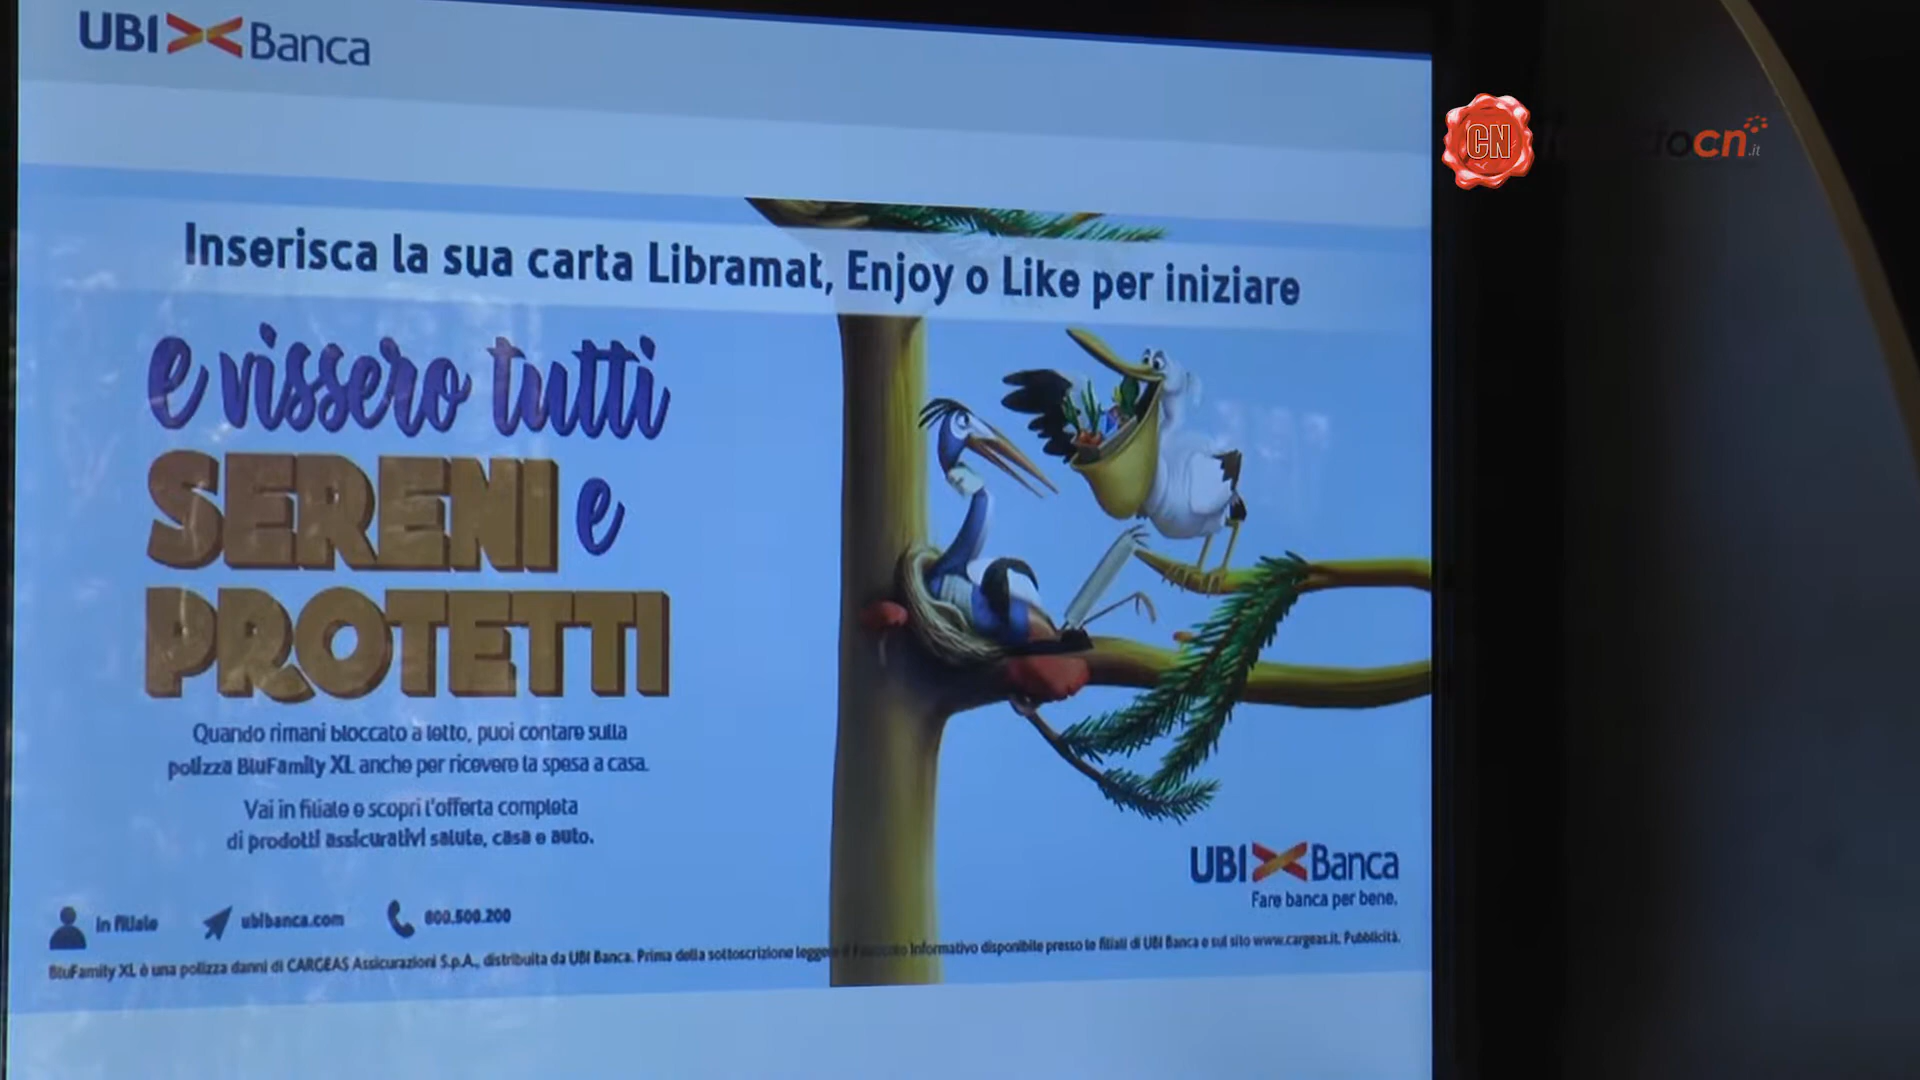 UBI Banca
CN
cn.it
Inserisca la sua carta Libramat, Enjoy o Like per iniziare
e vissero tutti
SERENI e
PROTETTI
Quando rimani bloccato a letto, puoi contare sulla
polizza BluFamily XL anche per ricevere la spesa a casa.
Vai in filiale e scopri l'offerta completa
di prodotti assicurativi salute, casa e auto.
UBI Banca
Fare banca per bene.
In filiale ubibanca.com 800.500.200
BluFamily XL è una polizza danni di CARGEAS Assicurazioni S.p.A., distribuita da UBI Banca. Prima della sottoscrizione Informativo disponibile presso le filiali di UBI Banca e sul sito www.cargeas.it. Pubblicità.